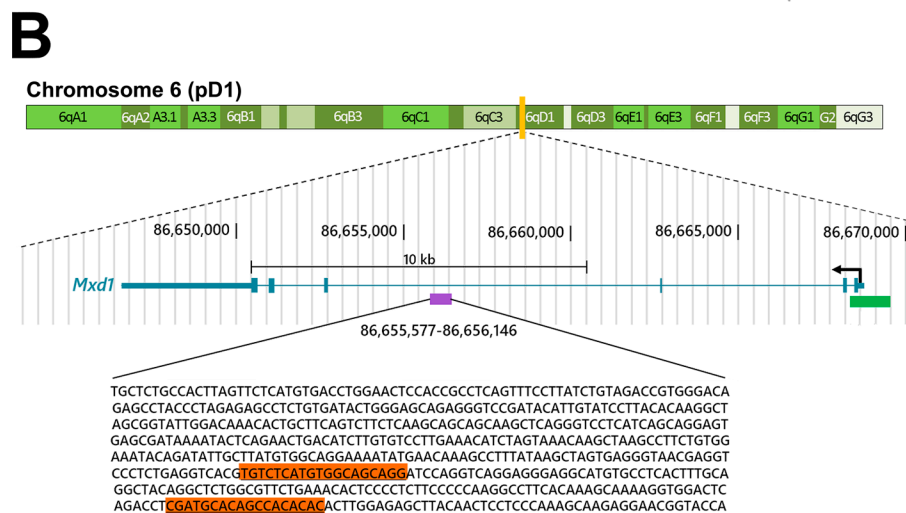 B
Chromosome 6 (pD1)
6qA1 6qA2 A3.1 A3.3 6qB1 6qB3 6qC1 6qC3 6qD1 6qD3 6qE1 6qE3 6qF1 6qF3 6qG1 G2 6qG3
86,650,000 86,655,000 86,660,000 86,665,000 86,670,000
10 kb
Mxd1
86,655,577-86,656,146
TGCTCTGCCACTTAGTTCTCATGTGACCTGGAACTCCACCGCCTCAGTTTCCTTATCTGTAGACCGTGGGACA
GAGCCTACCCTAGAGAGCCTCTGTGATACTGGGAGCAGAGGGTCCGATACATTGTATCCTTACACAAGGCT
AGCGGTATTGGACAAACACTGCTTCAGTCTTCTCAAGCAGCAGCAAGCTCAGGGTCCTCATCAGCAGGAGT
GAGCGATAAAATACTCAGAACTGACATCTTGTGTCCTTGAAACATCTAGTAAACAAGCTAAGCCTTCTGTGG
AAATACAGATATTGCTTATGTGGCAGGAAAATATGAACAAAGCCTTTATAAGCTAGTGAGGGTAACGAGGT
CCCTCTGAGGTCACGTGTCTCATGTGGCAGCAGGATCCAGGTCAGGAGGGAGGCATGTGCCTCACTTTGCA
GGCTACAGGCTCTGGCGTTCTGAAACACTCCCCTCTTCCCCCAAGGCCTTCACAAAGCAAAAGGTGGACTC
AGACCTCGATGCACAGCCACACACACTTGGAGAGCTTACAACTCCTCCCAAAGCAAGAGGAACGGTACCA